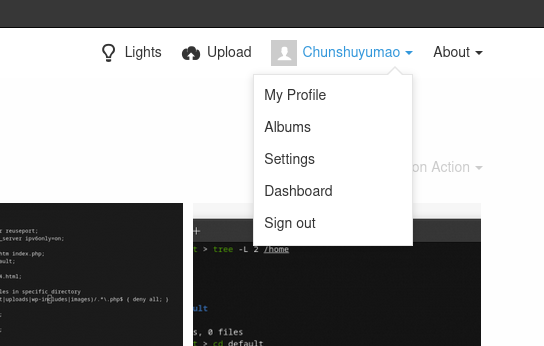 Lights Upload Chunshuyumao About
My Profile
Albums
Settings
Dashboard
Sign out
on Action
reuseport;
_server ipv6only=on;
htm index.php;
ault;
.html;
les in specific_directory
t|uploads|wp-includes|images)/.*\.php$ { deny all; }
+
t > tree -L 2 /home
ult
s, 0 files
t > cd default